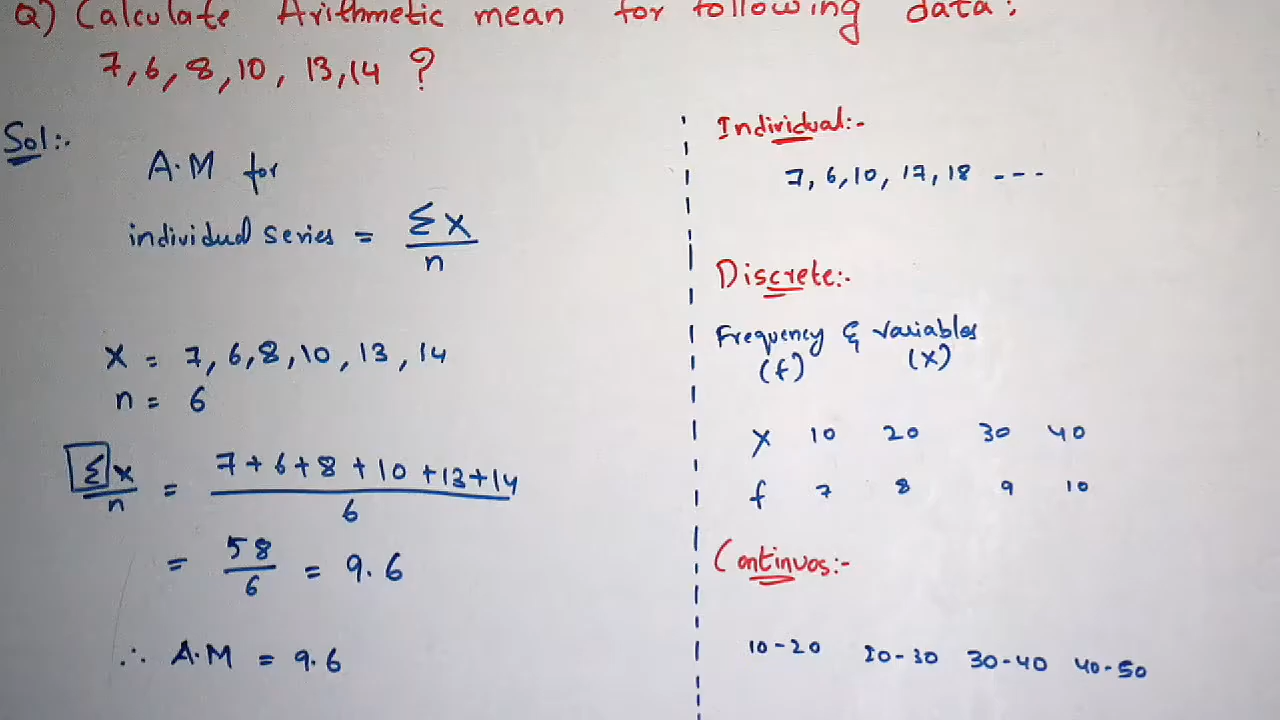 Q) Calculate Arithmetic mean for following data:
7, 6, 8, 10, 13, 14 ?
Sol:-
A.M for
individual series = Σx
n
x = 7, 6, 8, 10, 13, 14
n = 6
Σx/n = 7 + 6 + 8 + 10 + 13 + 14
6
= 58/6 = 9.6
∴ A.M = 9.6
Individual:-
7, 6, 10, 17, 18 ---
Discrete:-
Frequency & variables
(f) (x)
x 10 20 30 40
f 7 8 9 10
Continuos:-
10-20 20-30 30-40 40-50